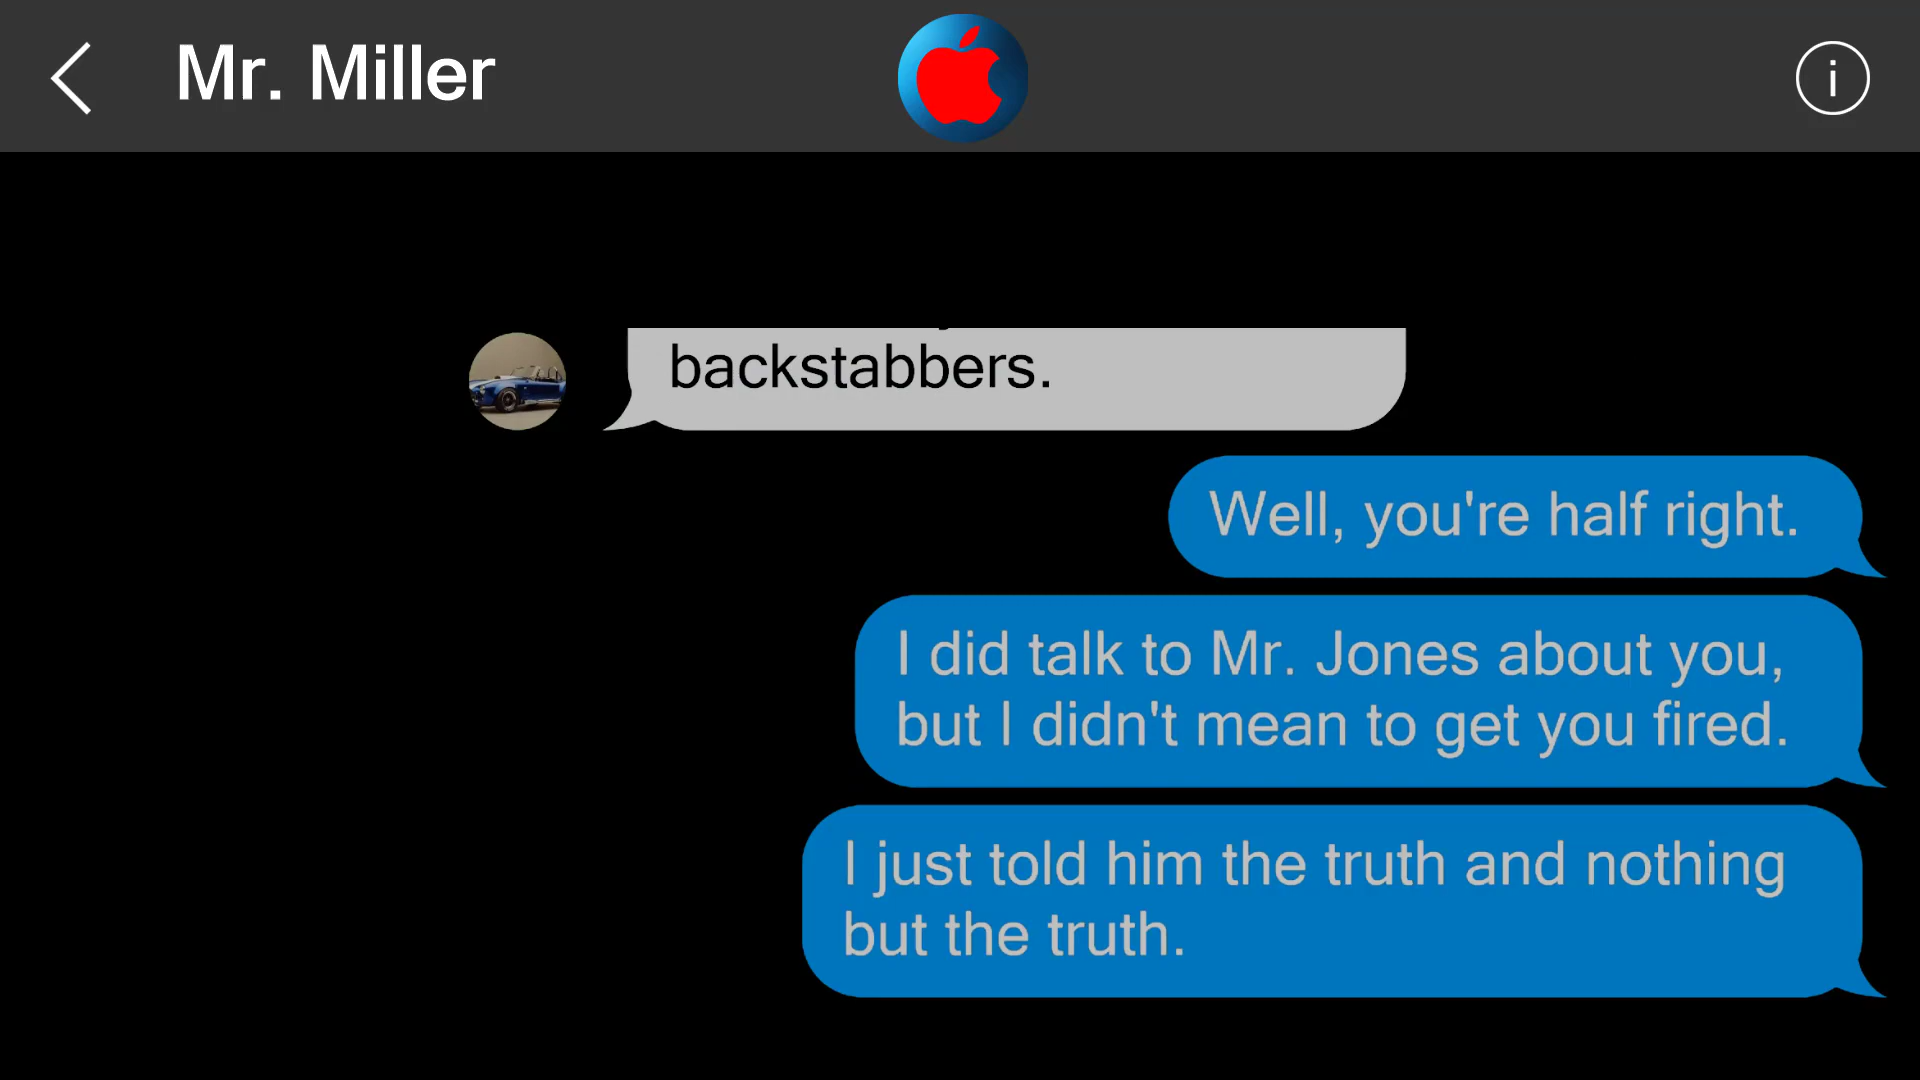 Mr. Miller
i
backstabbers.
Well, you're half right.
I did talk to Mr. Jones about you,
but I didn't mean to get you fired.
I just told him the truth and nothing
but the truth.